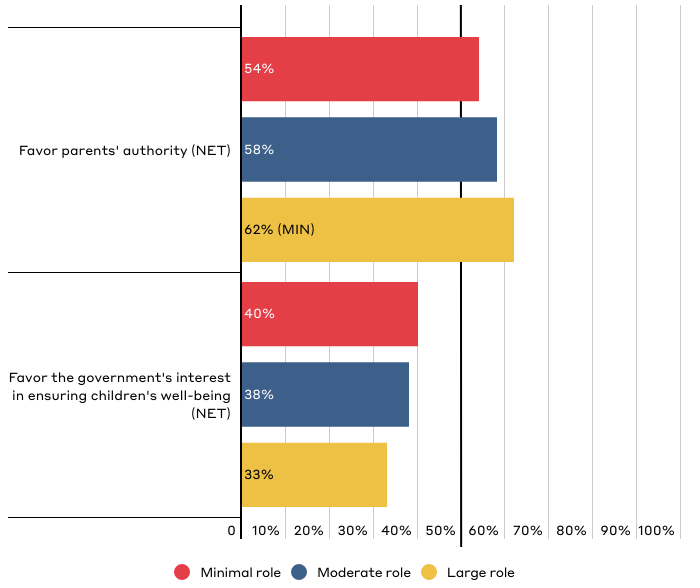 54%
Favor parents' authority (NET)
58%
62% (MIN)
40%
Favor the government's interest
in ensuring children's well-being
(NET)
38%
33%
0 10% 20% 30% 40% 50% 60% 70% 80% 90% 100%
Minimal role Moderate role Large role